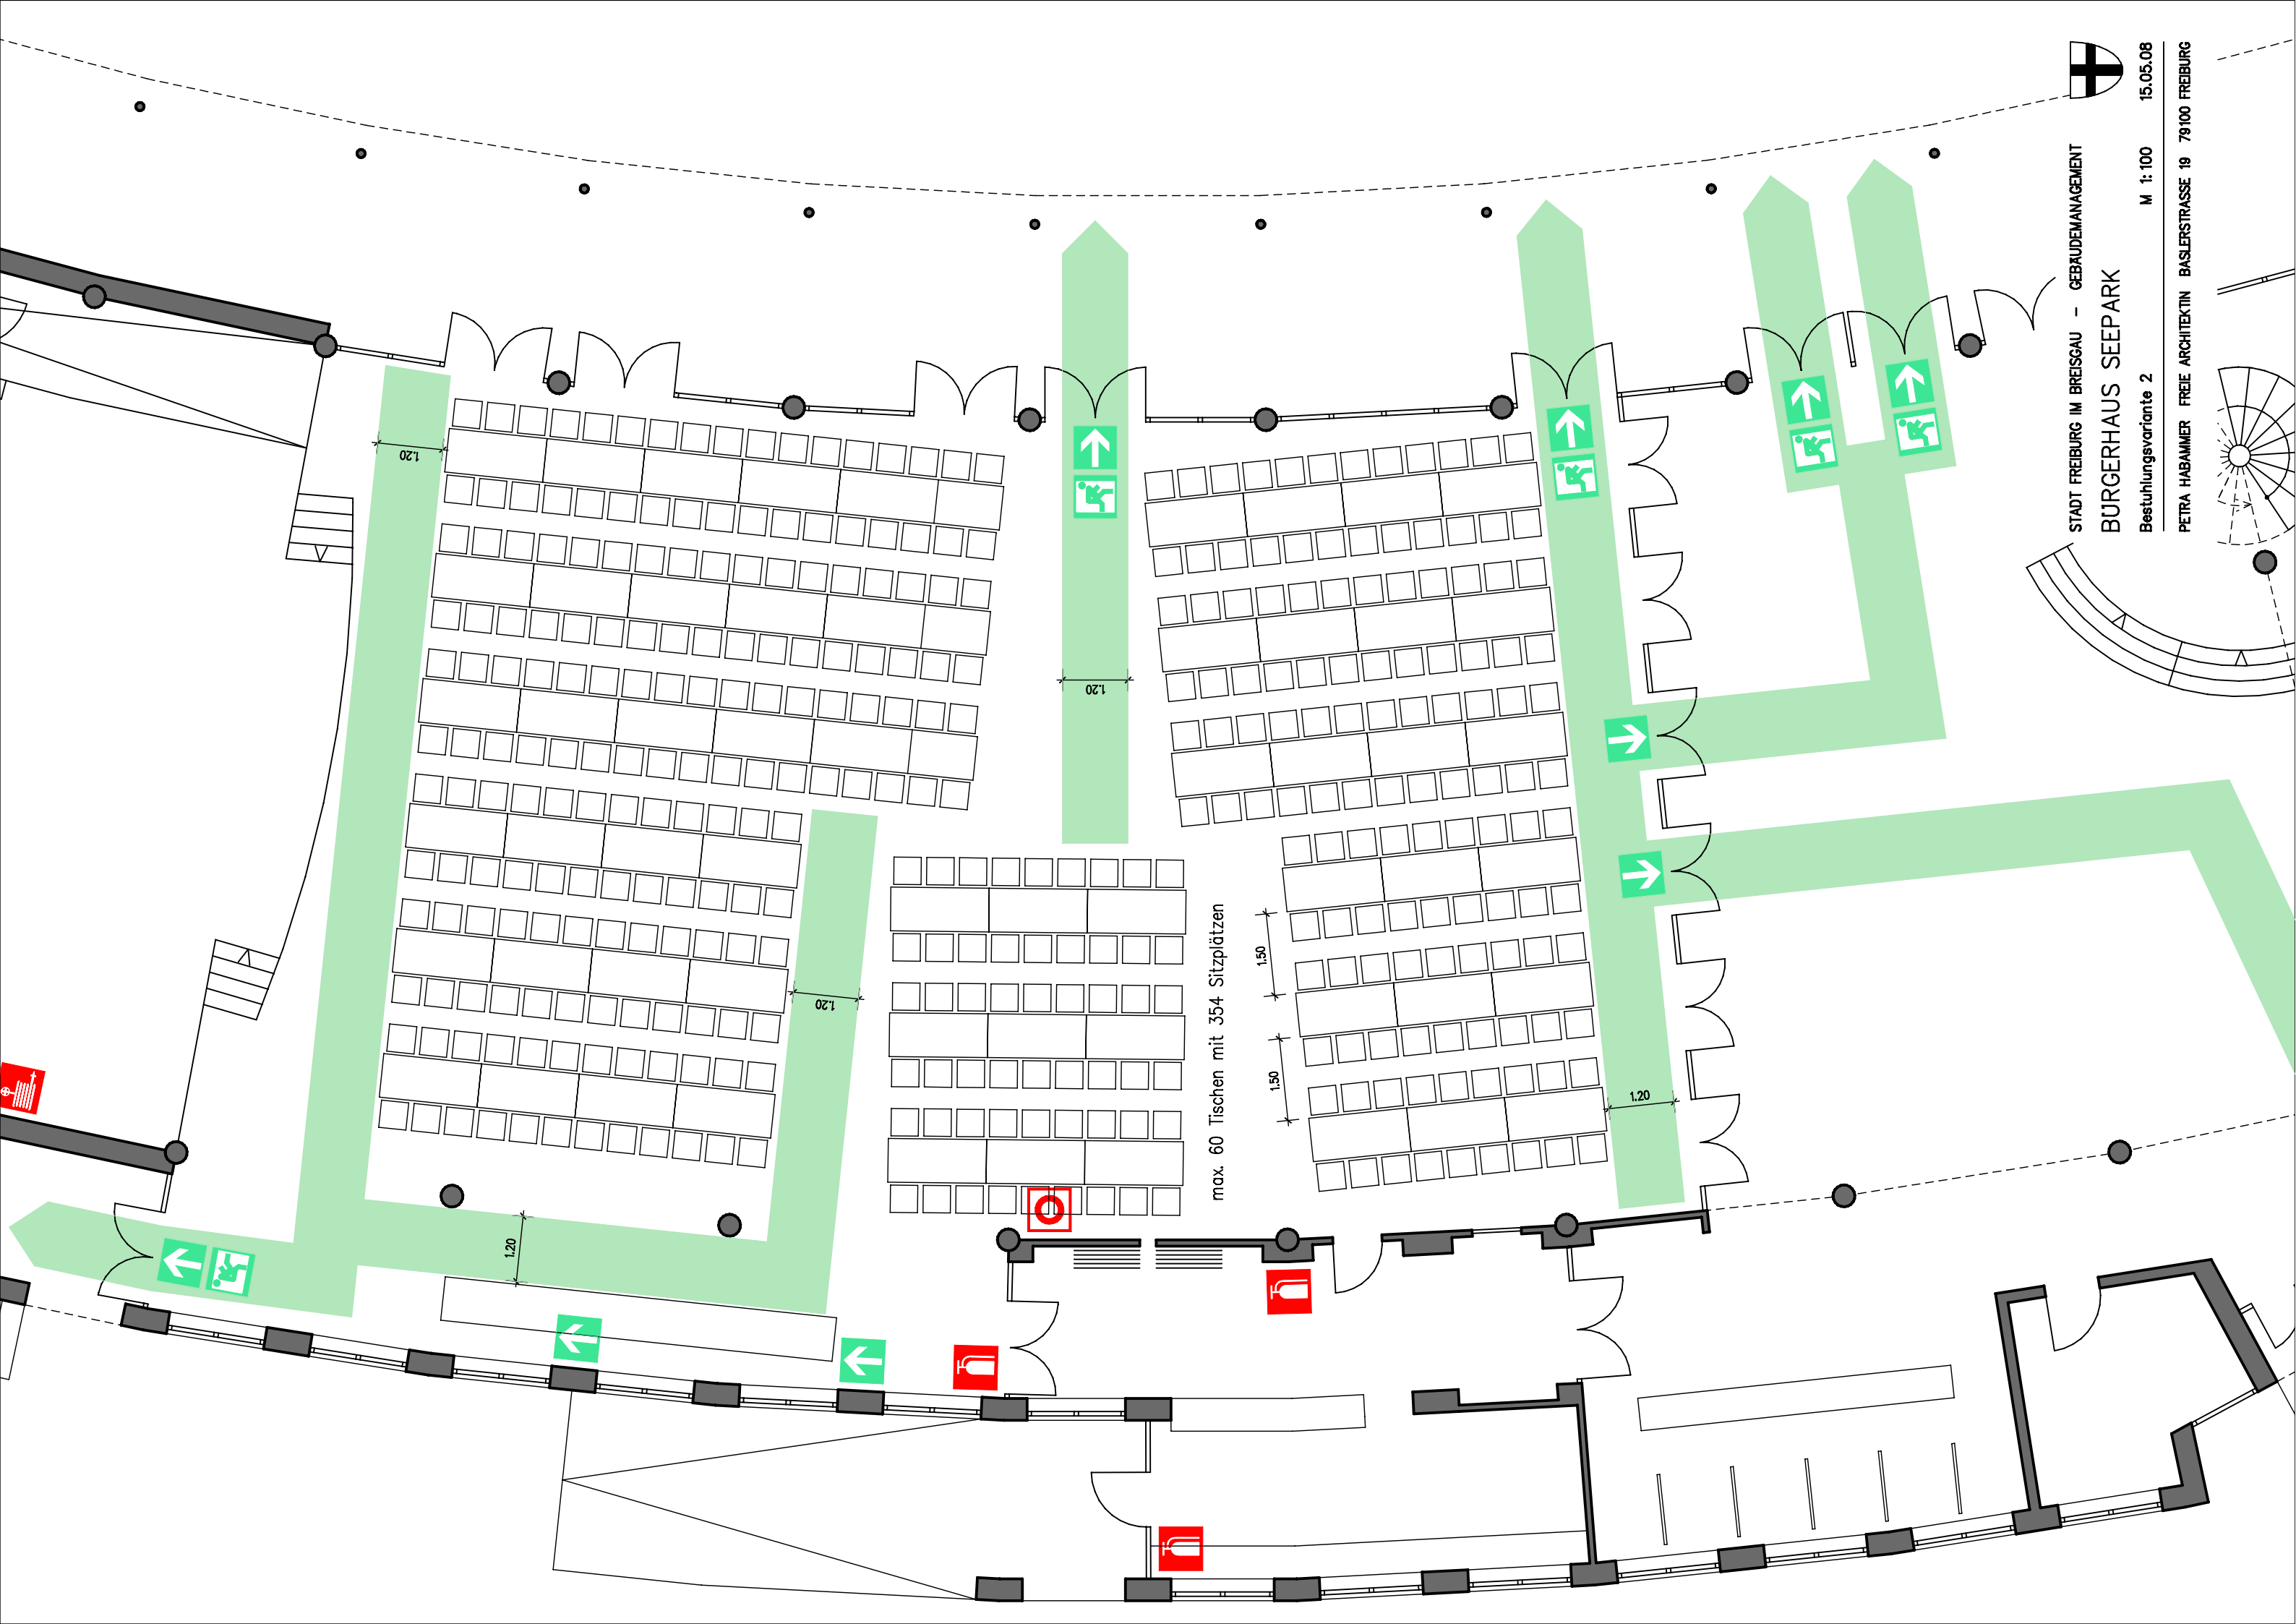 STADT FREIBURG IM BREISGAU - GEBÄUDEMANAGEMENT
BÜRGERHAUS SEEPARK
Bestuhlungsvariante 2 M 1:100 15.05.08
PETRA HABAMMER FREIE ARCHITEKTIN BASLERSTRASSE 19 79100 FREIBURG
max. 60 Tischen mit 354 Sitzplätzen
1.20
1.20
1.20
1.20
1.50
1.50
1.20